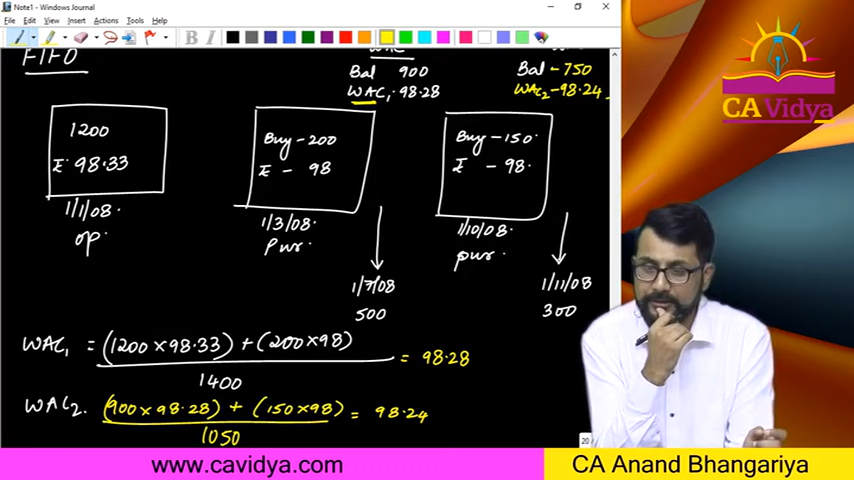 Note1 - Windows Journal
File Edit View Insert Actions Tools Help
B I
FIFO
WAC
Bal 900
WAC1 - 98.28
Bal - 750
WAC2 - 98.24
1200
I 98.33
1/1/08.
op.
Buy - 200
I - 98
1/3/08.
Pur.
1/7/08
500
Buy - 150.
I - 98.
1/10/08.
pur.
1/11/08
300
WAC1 = (1200 × 98.33) + (200 × 98) = 98.28
1400
WAC2. (900 × 98.28) + (150 × 98) = 98.24
1050
CA Vidya
20
www.cavidya.com
CA Anand Bhangariya